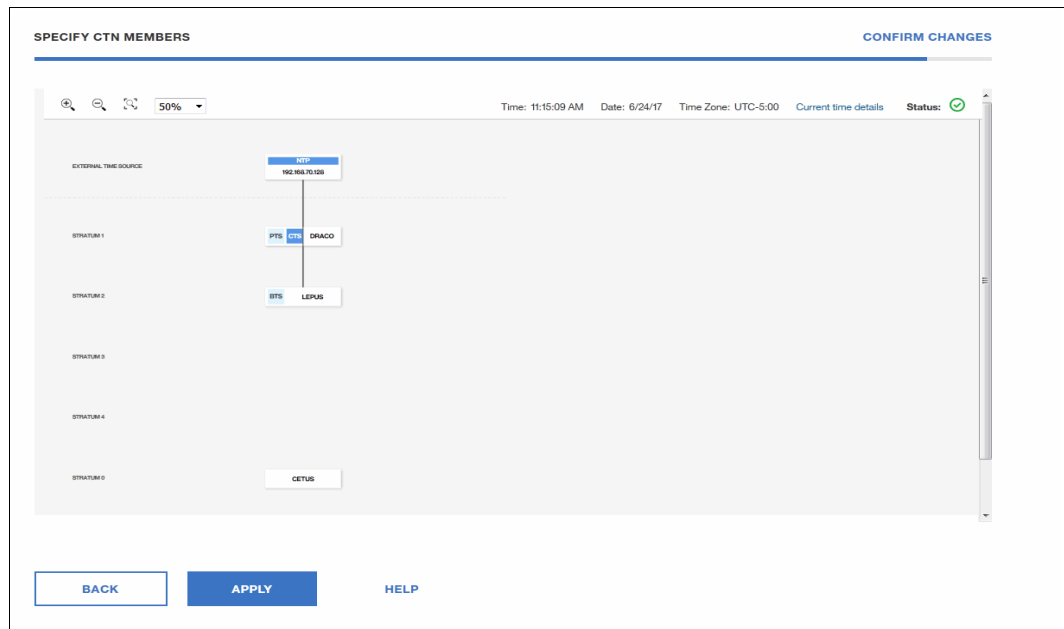 SPECIFY CTN MEMBERS CONFIRM CHANGES
50% Time: 11:15:09 AM Date: 6/24/17 Time Zone: UTC-5:00 Current time details Status:
NTP
EXTERNAL TIME SOURCE 192.168.70.128
STRATUM 1 PTS CTS DRACO
STRATUM 2 BTS LEPUS
STRATUM 3
STRATUM 4
STRATUM 0 CETUS
BACK APPLY HELP